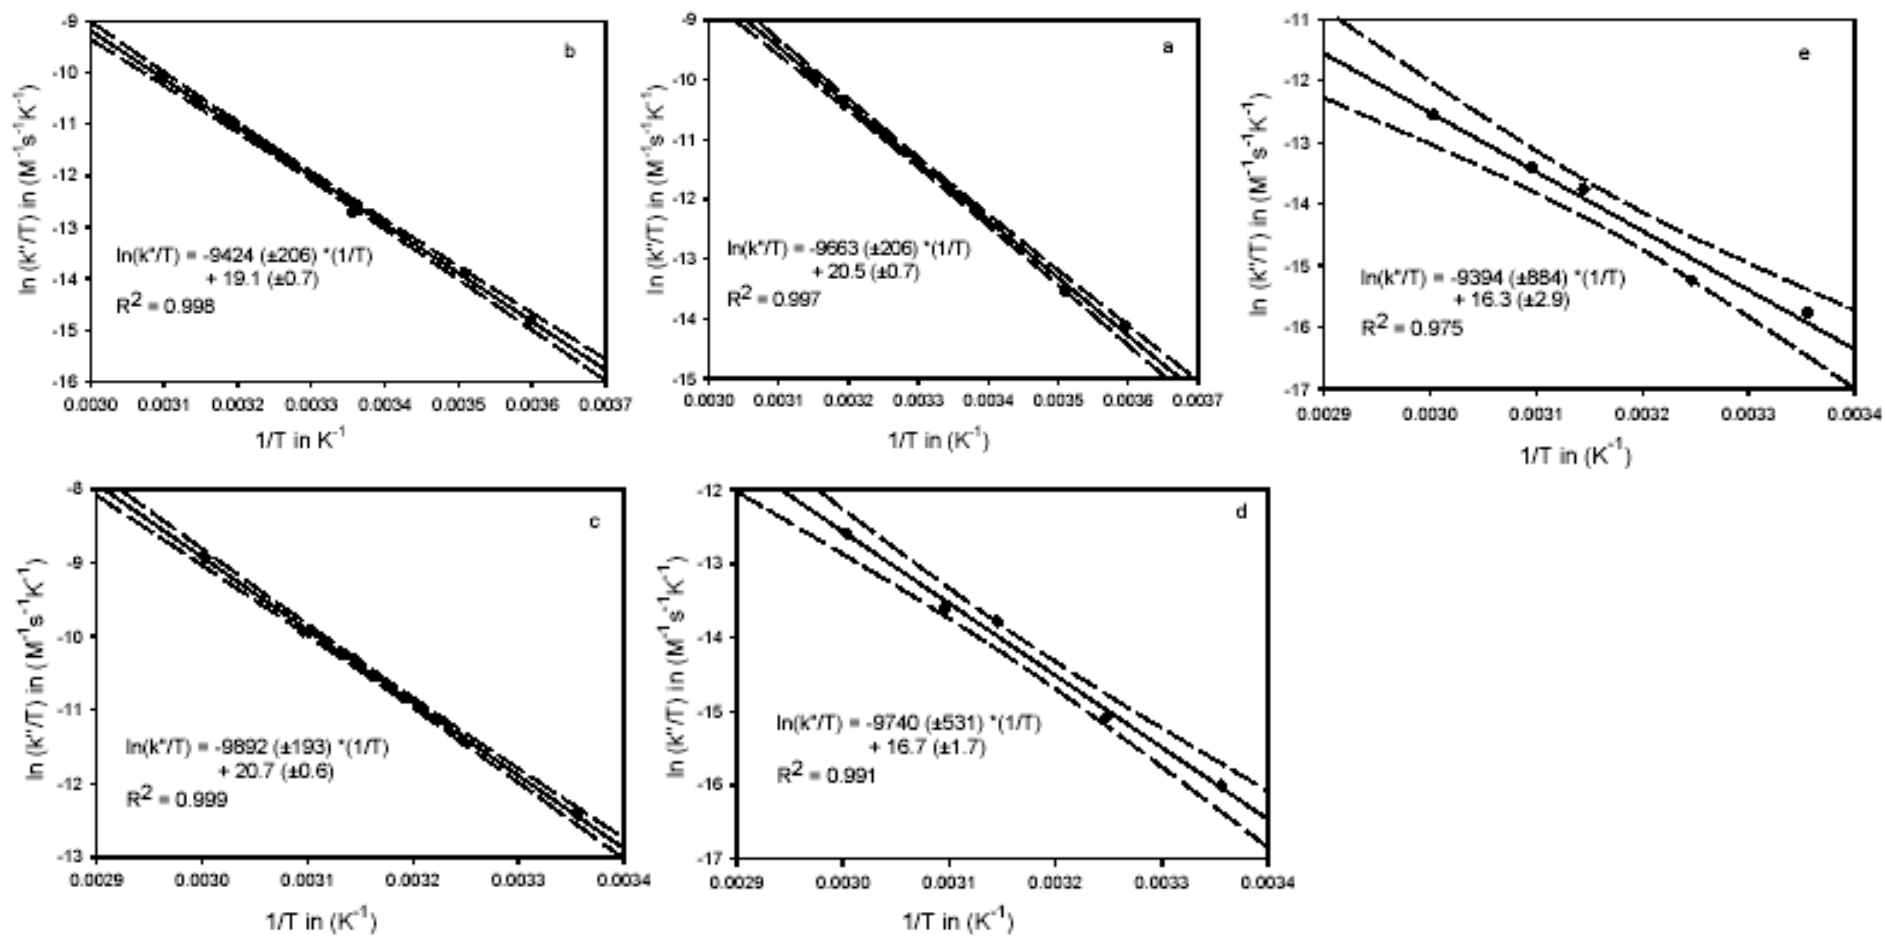 b
-9
-10
-11
-12
-13
-14
-15
-16
ln (k"/T) in (M⁻¹s⁻¹K⁻¹)
ln(k"/T) = -9424 (±206) *(1/T)
+ 19.1 (±0.7)
R² = 0.998
0.0030 0.0031 0.0032 0.0033 0.0034 0.0035 0.0036 0.0037
1/T in K⁻¹
a
-9
-10
-11
-12
-13
-14
-15
ln (k"/T) in (M⁻¹s⁻¹K⁻¹)
ln(k"/T) = -9663 (±206) *(1/T)
+ 20.5 (±0.7)
R² = 0.997
0.0030 0.0031 0.0032 0.0033 0.0034 0.0035 0.0036 0.0037
1/T in (K⁻¹)
e
-11
-12
-13
-14
-15
-16
-17
ln (k"/T) in (M⁻¹s⁻¹K⁻¹)
ln(k"/T) = -9394 (±884) *(1/T)
+ 16.3 (±2.9)
R² = 0.975
0.0029 0.0030 0.0031 0.0032 0.0033 0.0034
1/T in (K⁻¹)
c
-8
-9
-10
-11
-12
-13
ln (k"/T) in (M⁻¹s⁻¹K⁻¹)
ln(k"/T) = -9892 (±193) *(1/T)
+ 20.7 (±0.6)
R² = 0.999
0.0029 0.0030 0.0031 0.0032 0.0033 0.0034
1/T in (K⁻¹)
d
-12
-13
-14
-15
-16
-17
ln (k"/T) in (M⁻¹s⁻¹K⁻¹)
ln(k"/T) = -9740 (±531) *(1/T)
+ 16.7 (±1.7)
R² = 0.991
0.0029 0.0030 0.0031 0.0032 0.0033 0.0034
1/T in (K⁻¹)